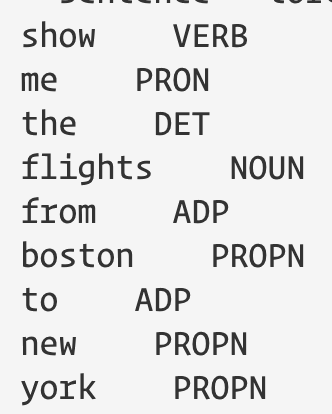 show    VERB
me    PRON
the    DET
flights    NOUN
from    ADP
boston    PROPN
to    ADP
new    PROPN
york    PROPN